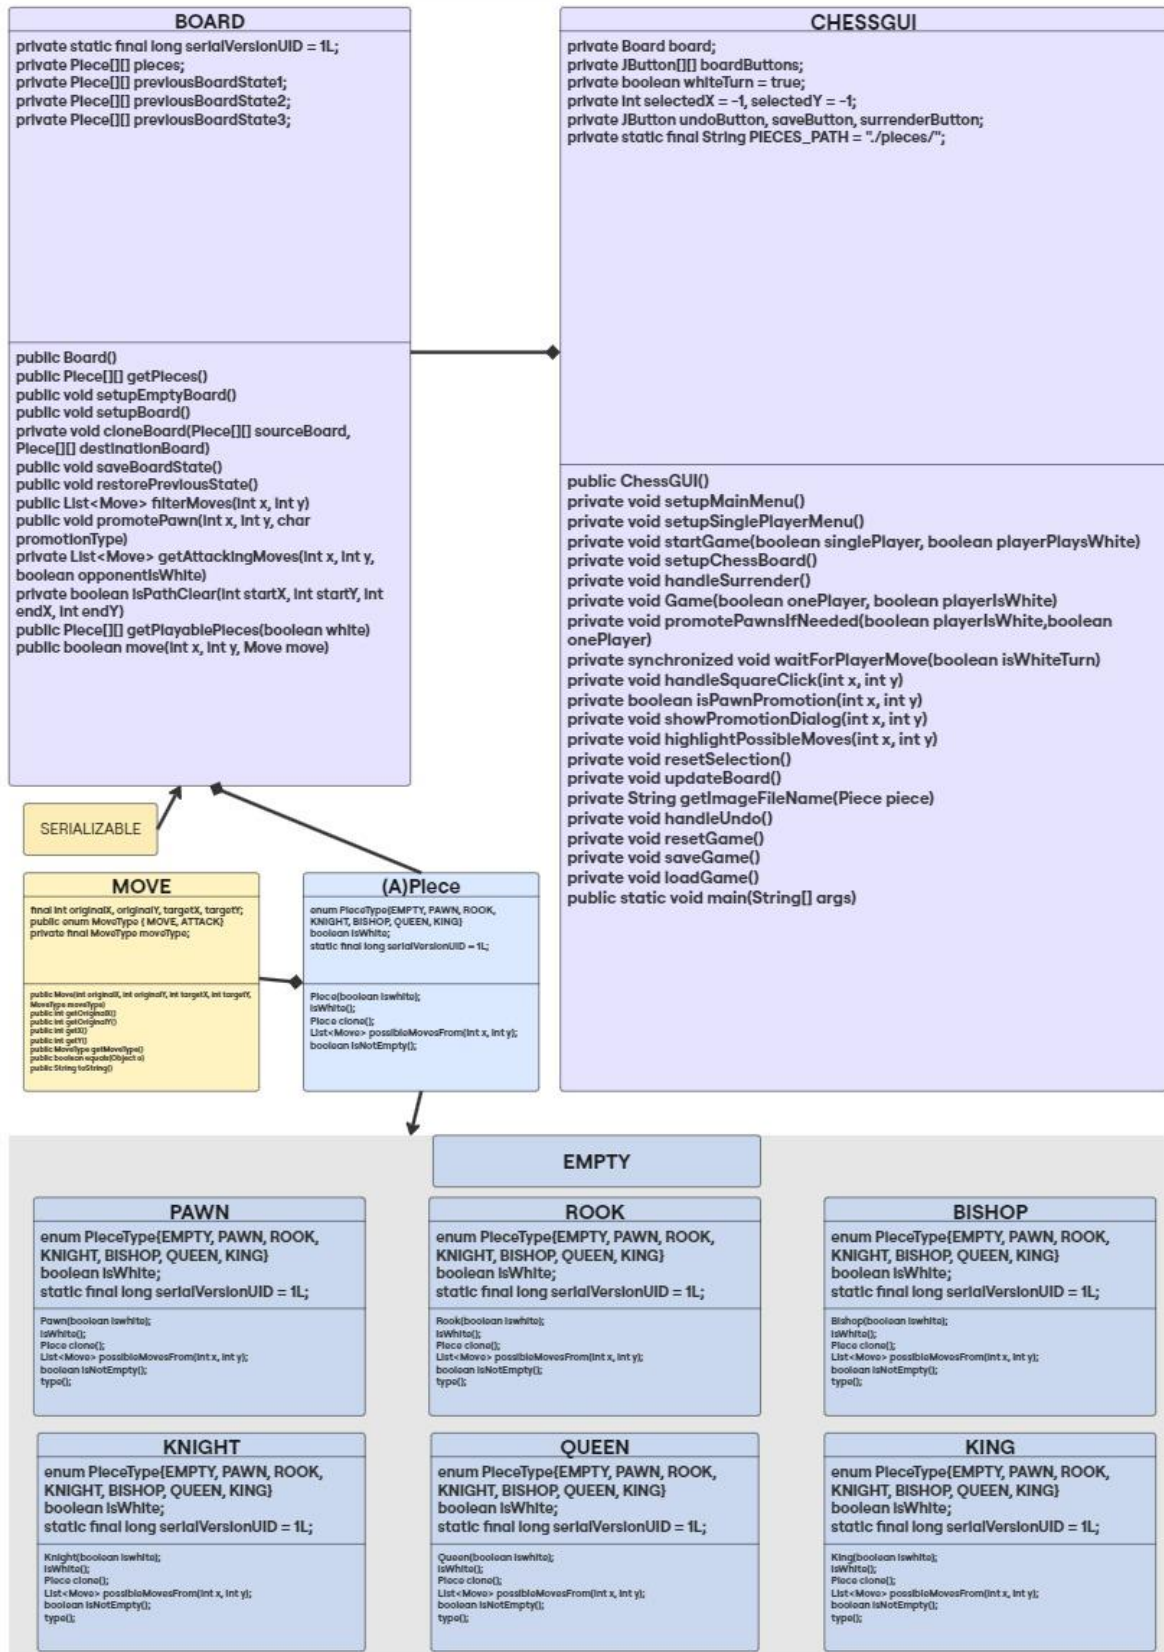 BOARD
private static final long serialVersionUID = 1L;
private Piece[][] pieces;
private Piece[][] previousBoardState1;
private Piece[][] previousBoardState2;
private Piece[][] previousBoardState3;
public Board()
public Piece[][] getPieces()
public void setupEmptyBoard()
public void setupBoard()
private void cloneBoard(Piece[][] sourceBoard,
Piece[][] destinationBoard)
public void saveBoardState()
public void restorePreviousState()
public List<Move> filterMoves(int x, int y)
public void promotePawn(int x, int y, char
promotionType)
private List<Move> getAttackingMoves(int x, int y,
boolean opponentIsWhite)
private boolean isPathClear(int startX, int startY, int
endX, int endY)
public Piece[][] getPlayablePieces(boolean white)
public boolean move(int x, int y, Move move)
CHESSGUI
private Board board;
private JButton[][] boardButtons;
private boolean whiteTurn = true;
private int selectedX = -1, selectedY = -1;
private JButton undoButton, saveButton, surrenderButton;
private static final String PIECES_PATH = "./pieces/";
public ChessGUI()
private void setupMainMenu()
private void setupSinglePlayerMenu()
private void startGame(boolean singlePlayer, boolean playerPlaysWhite)
private void setupChessBoard()
private void handleSurrender()
private void Game(boolean onePlayer, boolean playerIsWhite)
private void promotePawnsIfNeeded(boolean playerIsWhite,boolean
onePlayer)
private synchronized void waitForPlayerMove(boolean isWhiteTurn)
private void handleSquareClick(int x, int y)
private boolean isPawnPromotion(int x, int y)
private void showPromotionDialog(int x, int y)
private void highlightPossibleMoves(int x, int y)
private void resetSelection()
private void updateBoard()
private String getImageFileName(Piece piece)
private void handleUndo()
private void resetGame()
private void saveGame()
private void loadGame()
public static void main(String[] args)
SERIALIZABLE
MOVE
final int originalX, originalY, targetX, targetY;
public enum MoveType { MOVE, ATTACK}
private final MoveType moveType;
public Move(int originalX, int originalY, int targetX, int targetY,
MoveType moveType)
public int getOriginalX()
public int getOriginalY()
public int getX()
public int getY()
public MoveType getMoveType()
public boolean equals(Object o)
public String toString()
(A)Piece
enum PieceType{EMPTY, PAWN, ROOK,
KNIGHT, BISHOP, QUEEN, KING}
boolean isWhite;
static final long serialVersionUID = 1L;
Piece(boolean iswhite);
isWhite();
Piece clone();
List<Move> possibleMovesFrom(int x, int y);
boolean isNotEmpty();
EMPTY
PAWN
enum PieceType{EMPTY, PAWN, ROOK,
KNIGHT, BISHOP, QUEEN, KING}
boolean isWhite;
static final long serialVersionUID = 1L;
Pawn(boolean iswhite);
isWhite();
Piece clone();
List<Move> possibleMovesFrom(int x, int y);
boolean isNotEmpty();
type();
ROOK
enum PieceType{EMPTY, PAWN, ROOK,
KNIGHT, BISHOP, QUEEN, KING}
boolean isWhite;
static final long serialVersionUID = 1L;
Rook(boolean iswhite);
isWhite();
Piece clone();
List<Move> possibleMovesFrom(int x, int y);
boolean isNotEmpty();
type();
BISHOP
enum PieceType{EMPTY, PAWN, ROOK,
KNIGHT, BISHOP, QUEEN, KING}
boolean isWhite;
static final long serialVersionUID = 1L;
Bishop(boolean iswhite);
isWhite();
Piece clone();
List<Move> possibleMovesFrom(int x, int y);
boolean isNotEmpty();
type();
KNIGHT
enum PieceType{EMPTY, PAWN, ROOK,
KNIGHT, BISHOP, QUEEN, KING}
boolean isWhite;
static final long serialVersionUID = 1L;
Knight(boolean iswhite);
isWhite();
Piece clone();
List<Move> possibleMovesFrom(int x, int y);
boolean isNotEmpty();
type();
QUEEN
enum PieceType{EMPTY, PAWN, ROOK,
KNIGHT, BISHOP, QUEEN, KING}
boolean isWhite;
static final long serialVersionUID = 1L;
Queen(boolean iswhite);
isWhite();
Piece clone();
List<Move> possibleMovesFrom(int x, int y);
boolean isNotEmpty();
type();
KING
enum PieceType{EMPTY, PAWN, ROOK,
KNIGHT, BISHOP, QUEEN, KING}
boolean isWhite;
static final long serialVersionUID = 1L;
King(boolean iswhite);
isWhite();
Piece clone();
List<Move> possibleMovesFrom(int x, int y);
boolean isNotEmpty();
type();